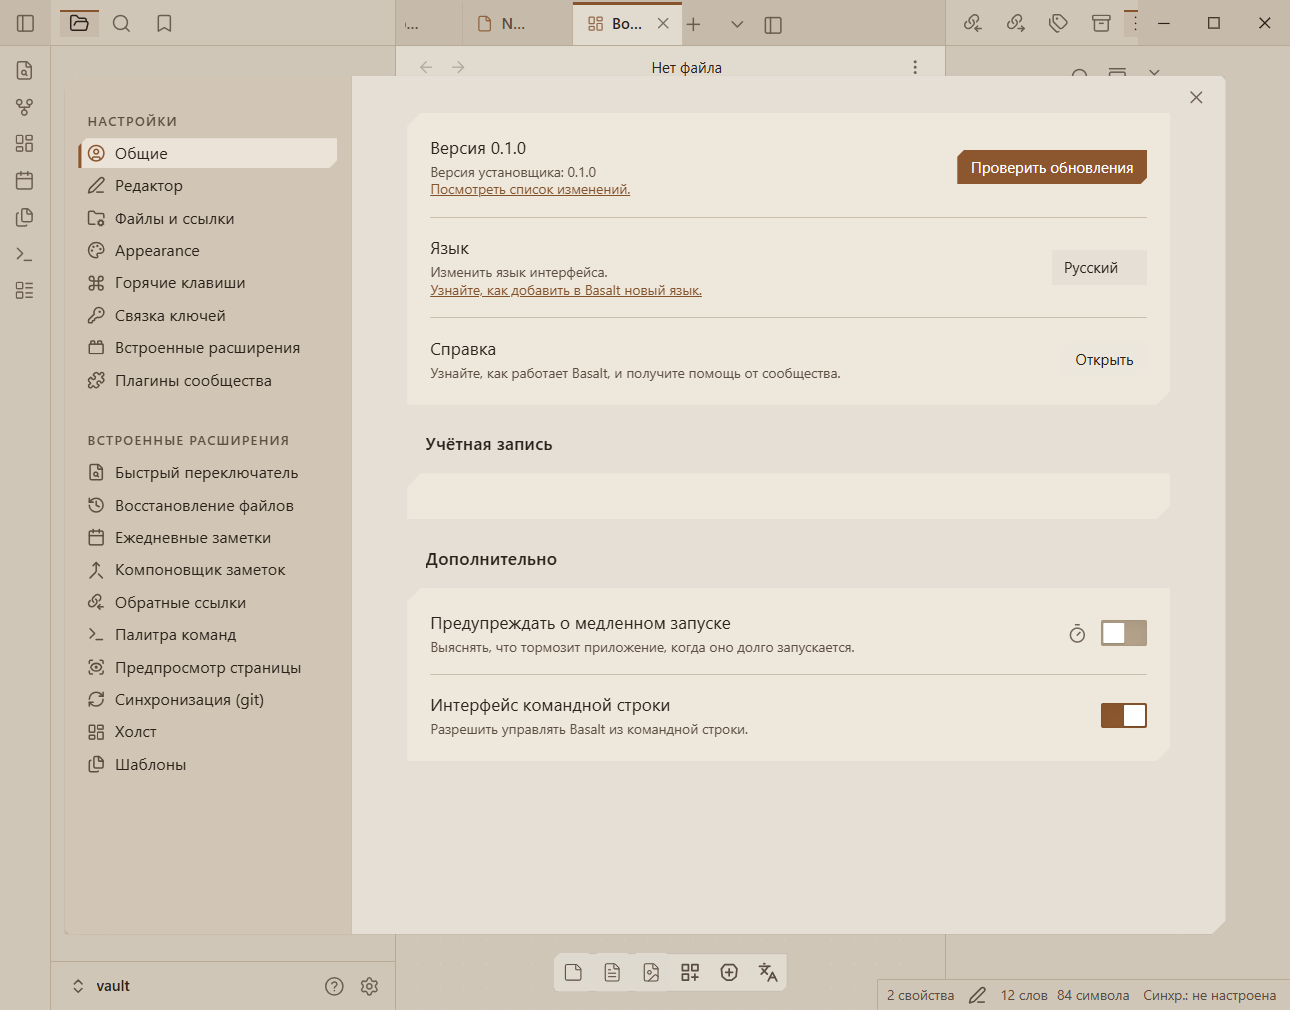 ...
N...
Bo...
Нет файла
НАСТРОЙКИ
Общие
Редактор
Файлы и ссылки
Appearance
Горячие клавиши
Связка ключей
Встроенные расширения
Плагины сообщества
ВСТРОЕННЫЕ РАСШИРЕНИЯ
Быстрый переключатель
Восстановление файлов
Ежедневные заметки
Компоновщик заметок
Обратные ссылки
Палитра команд
Предпросмотр страницы
Синхронизация (git)
Холст
Шаблоны
Версия 0.1.0
Версия установщика: 0.1.0
Посмотреть список изменений.
Проверить обновления
Язык
Изменить язык интерфейса.
Узнайте, как добавить в Basalt новый язык.
Русский
Справка
Узнайте, как работает Basalt, и получите помощь от сообщества.
Открыть
Учётная запись
Дополнительно
Предупреждать о медленном запуске
Выяснять, что тормозит приложение, когда оно долго запускается.
Интерфейс командной строки
Разрешить управлять Basalt из командной строки.
vault
2 свойства 12 слов 84 символа Синхр.: не настроена